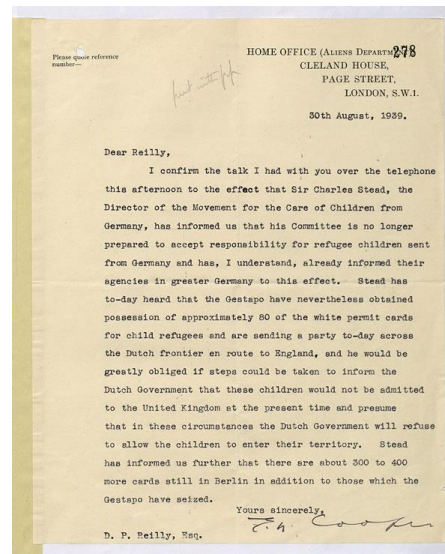 Please quote reference
number—
HOME OFFICE (ALIENS DEPARTM
278
CLELAND HOUSE,
PAGE STREET,
LONDON, S.W.1.
30th August, 1939.
Dear Reilly,
I confirm the talk I had with you over the telephone
this afternoon to the effect that Sir Charles Stead, the
Director of the Movement for the Care of Children from
Germany, has informed us that his Committee is no longer
prepared to accept responsibility for refugee children sent
from Germany and has, I understand, already informed their
agencies in greater Germany to this effect. Stead has
to-day heard that the Gestapo have nevertheless obtained
possession of approximately 80 of the white permit cards
for child refugees and are sending a party to-day across
the Dutch frontier en route to England, and he would be
greatly obliged if steps could be taken to inform the
Dutch Government that these children would not be admitted
to the United Kingdom at the present time and presume
that in these circumstances the Dutch Government will refuse
to allow the children to enter their territory. Stead
has informed us further that there are about 300 to 400
more cards still in Berlin in addition to those which the
Gestapo have seized.
Yours sincerely,
E. N. Cooper
D. P. Reilly, Esq.